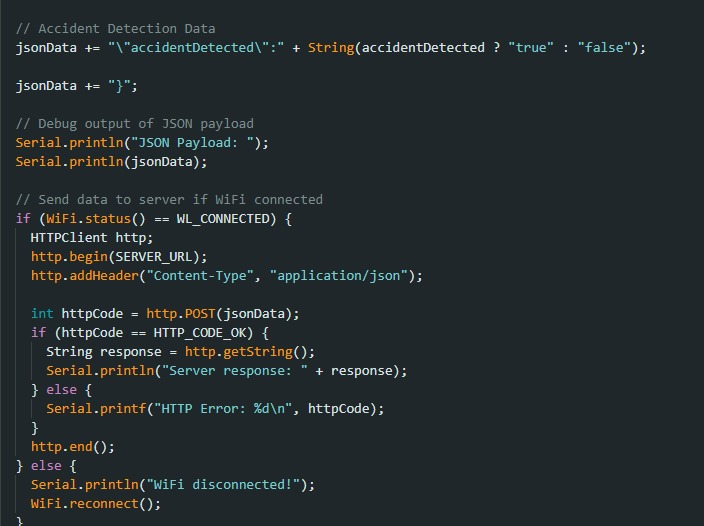 // Accident Detection Data
jsonData += "\"accidentDetected\":" + String(accidentDetected ? "true" : "false");
jsonData += "}";
// Debug output of JSON payload
Serial.println("JSON Payload: ");
Serial.println(jsonData);
// Send data to server if WiFi connected
if (WiFi.status() == WL_CONNECTED) {
HTTPClient http;
http.begin(SERVER_URL);
http.addHeader("Content-Type", "application/json");
int httpCode = http.POST(jsonData);
if (httpCode == HTTP_CODE_OK) {
String response = http.getString();
Serial.println("Server response: " + response);
} else {
Serial.printf("HTTP Error: %d\n", httpCode);
}
http.end();
} else {
Serial.println("WiFi disconnected!");
WiFi.reconnect();
}